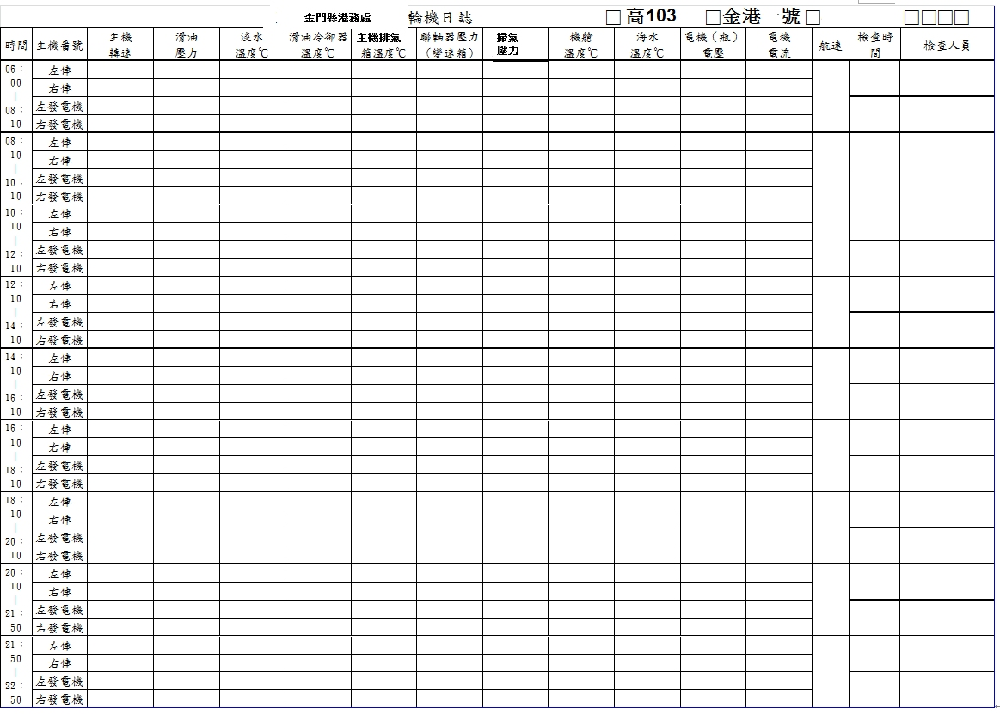 金門縣港務處 輪機日誌 □高103 □金港一號□ □□□□
時間 主機番號 主機轉速 滑油壓力 淡水溫度℃ 滑油冷卻器溫度℃ 主機排氣箱溫度℃ 聯軸器壓力(變速箱) 掃氣壓力 機艙溫度℃ 海水溫度℃ 電機(瓶)電壓 電機電流 航速 檢查時間 檢查人員
06:00|08:10
左俥
右俥
左發電機
右發電機
08:10|10:10
左俥
右俥
左發電機
右發電機
10:10|12:10
左俥
右俥
左發電機
右發電機
12:10|14:10
左俥
右俥
左發電機
右發電機
14:10|16:10
左俥
右俥
左發電機
右發電機
16:10|18:10
左俥
右俥
左發電機
右發電機
18:10|20:10
左俥
右俥
左發電機
右發電機
20:10|21:50
左俥
右俥
左發電機
右發電機
21:50|22:50
左俥
右俥
左發電機
右發電機